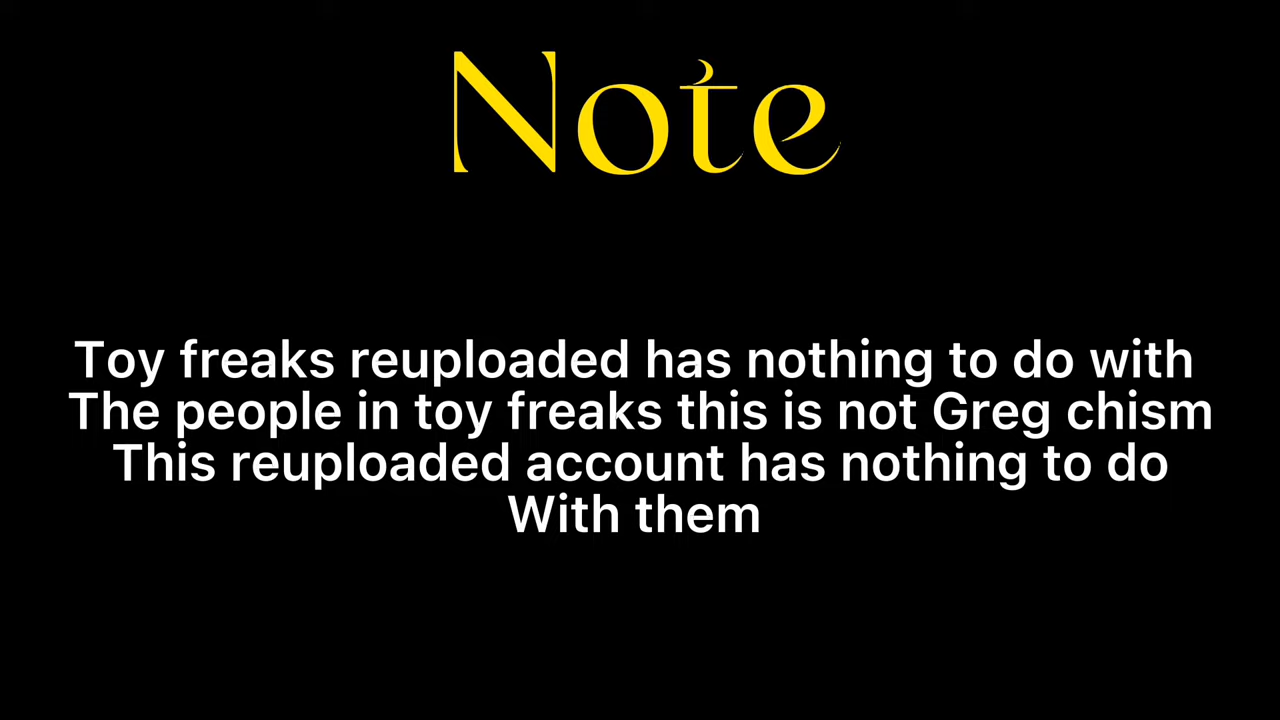 Note
Toy freaks reuploaded has nothing to do with
The people in toy freaks this is not Greg chism
This reuploaded account has nothing to do
With them